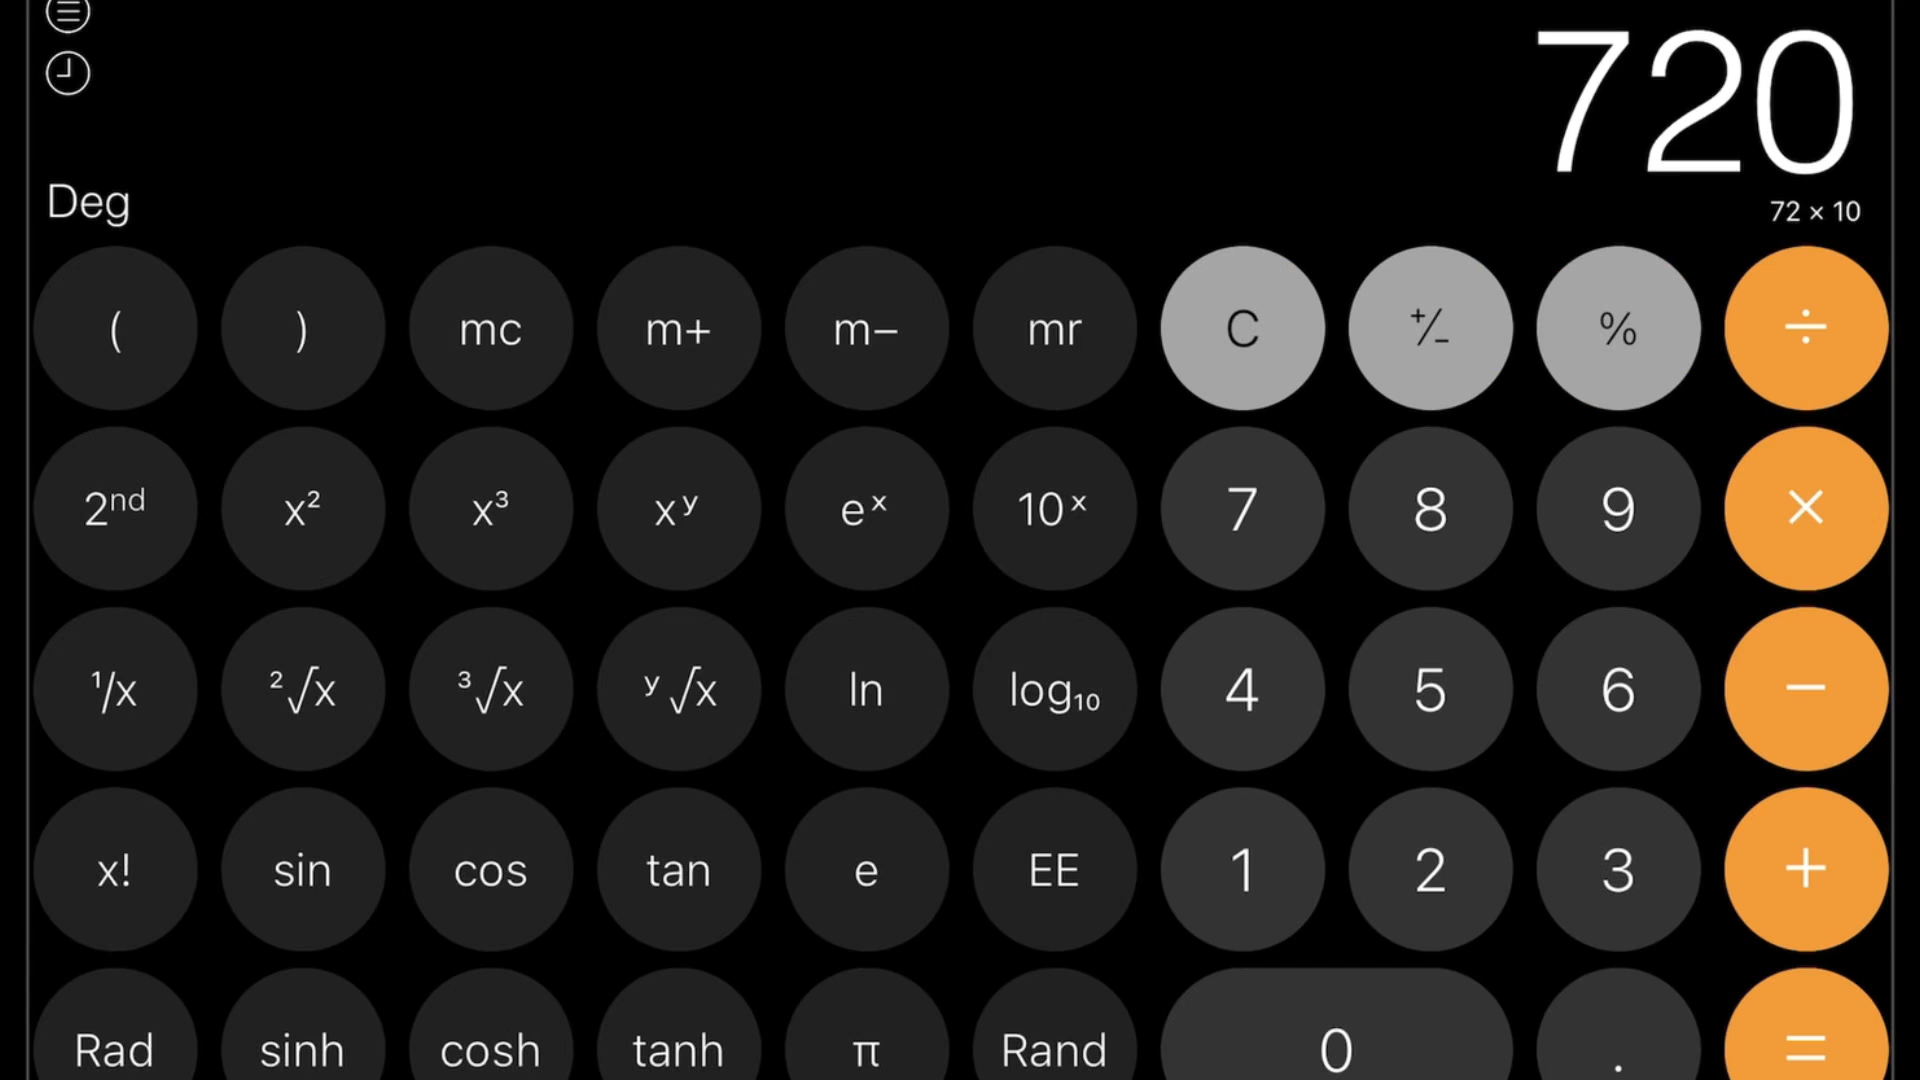 720
Deg
72 × 10
( ) mc m+ m− mr C ⁺⁄₋ % ÷
2ⁿᵈ x² x³ xʸ eˣ 10ˣ 7 8 9 ×
¹/x ²√x ³√x ʸ√x ln log₁₀ 4 5 6 −
x! sin cos tan e EE 1 2 3 +
Rad sinh cosh tanh π Rand 0 . =